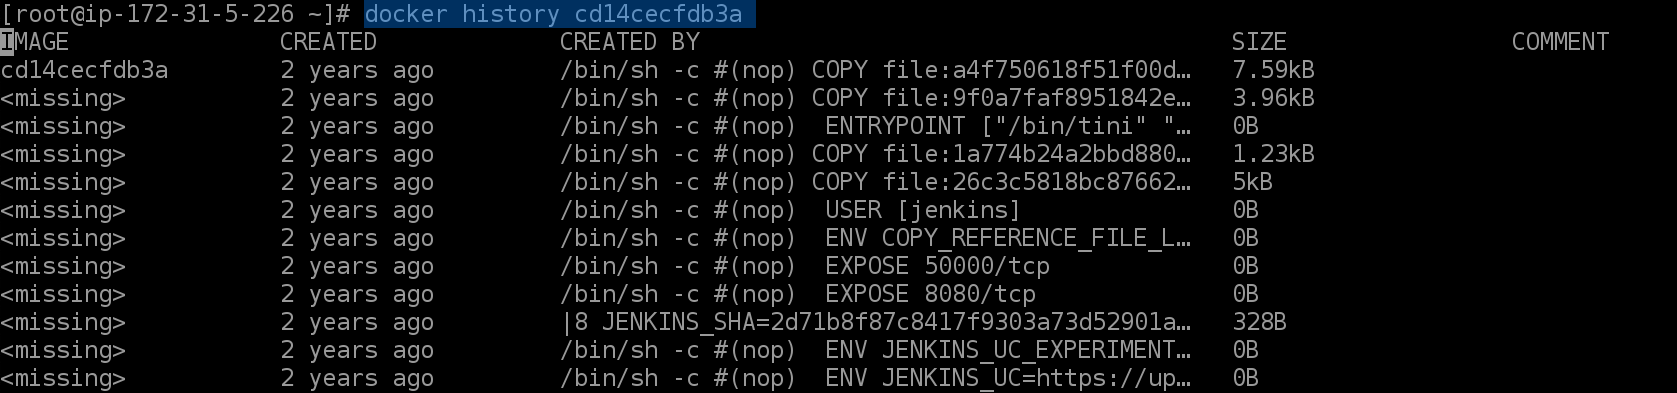 [root@ip-172-31-5-226 ~]# docker history cd14cecfdb3a
IMAGE CREATED CREATED BY SIZE COMMENT
cd14cecfdb3a 2 years ago /bin/sh -c #(nop) COPY file:a4f750618f51f00d… 7.59kB
<missing> 2 years ago /bin/sh -c #(nop) COPY file:9f0a7faf8951842e… 3.96kB
<missing> 2 years ago /bin/sh -c #(nop)  ENTRYPOINT ["/bin/tini" "… 0B
<missing> 2 years ago /bin/sh -c #(nop) COPY file:1a774b24a2bbd880… 1.23kB
<missing> 2 years ago /bin/sh -c #(nop) COPY file:26c3c5818bc87662… 5kB
<missing> 2 years ago /bin/sh -c #(nop)  USER [jenkins] 0B
<missing> 2 years ago /bin/sh -c #(nop)  ENV COPY_REFERENCE_FILE_L… 0B
<missing> 2 years ago /bin/sh -c #(nop)  EXPOSE 50000/tcp 0B
<missing> 2 years ago /bin/sh -c #(nop)  EXPOSE 8080/tcp 0B
<missing> 2 years ago |8 JENKINS_SHA=2d71b8f87c8417f9303a73d52901a… 328B
<missing> 2 years ago /bin/sh -c #(nop)  ENV JENKINS_UC_EXPERIMENT… 0B
<missing> 2 years ago /bin/sh -c #(nop)  ENV JENKINS_UC=https://up… 0B